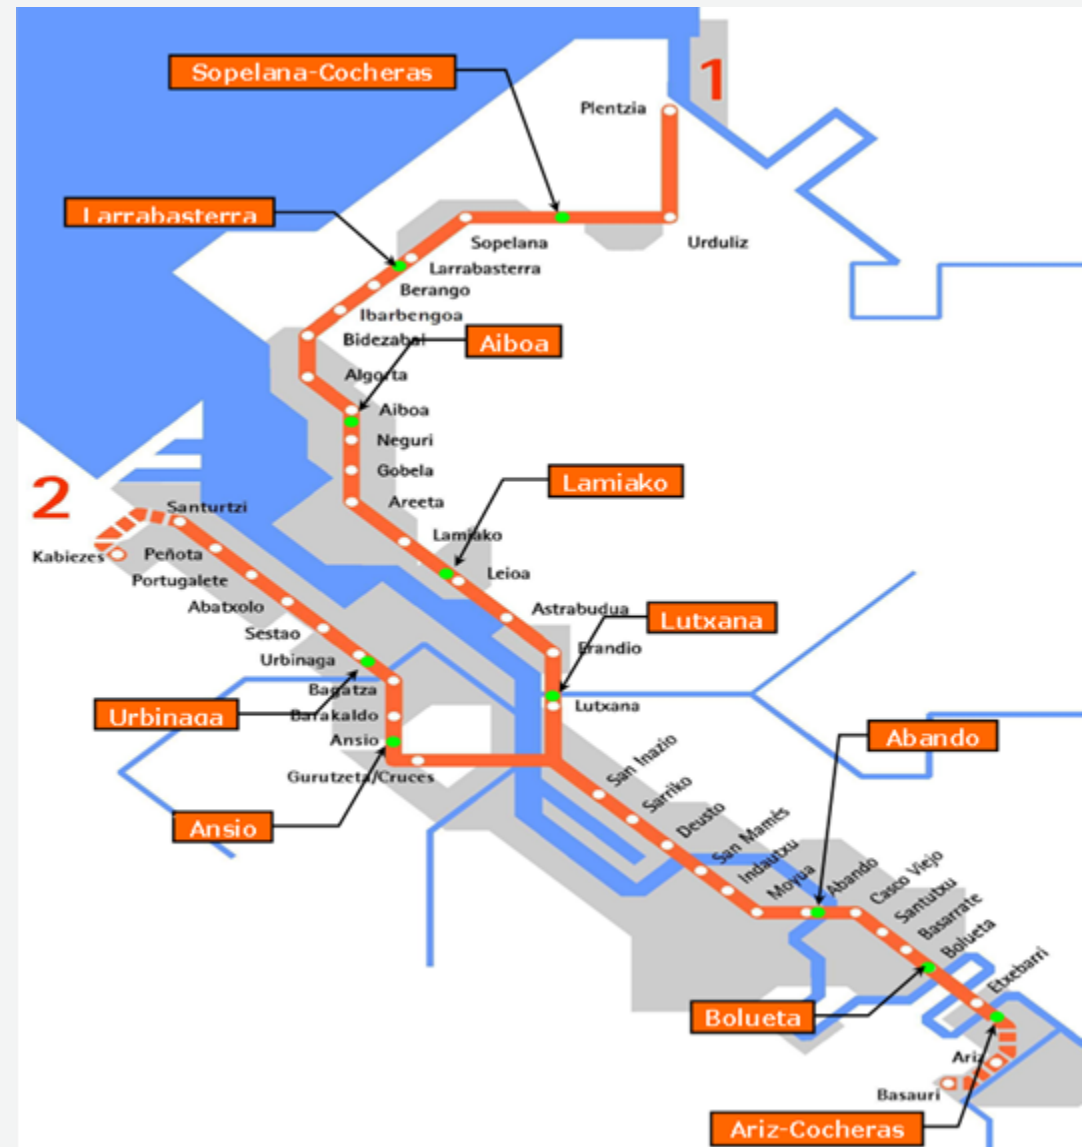 Sopelana-Cocheras
1
Plentzia
Larrabasterra
Sopelana
Urduliz
Larrabasterra
Berango
Ibarbengoa
Bidezabal
Aiboa
Algorta
Aiboa
Neguri
Gobela
Lamiako
Areeta
2
Santurtzi
Lamiako
Kabiezes
Peñota
Leioa
Portugalete
Abatxolo
Astrabudua
Lutxana
Sestao
Erandio
Urbinaga
Bagatza
Lutxana
Urbinaga
Barakaldo
Ansio
Abando
Gurutzeta/Cruces
San Inazio
Sarriko
Deusto
San Mamés
Indautxu
Moyua
Abando
Casco Viejo
Santutxu
Basarrate
Bolueta
Etxebarri
Ansio
Bolueta
Ariz
Basauri
Ariz-Cocheras